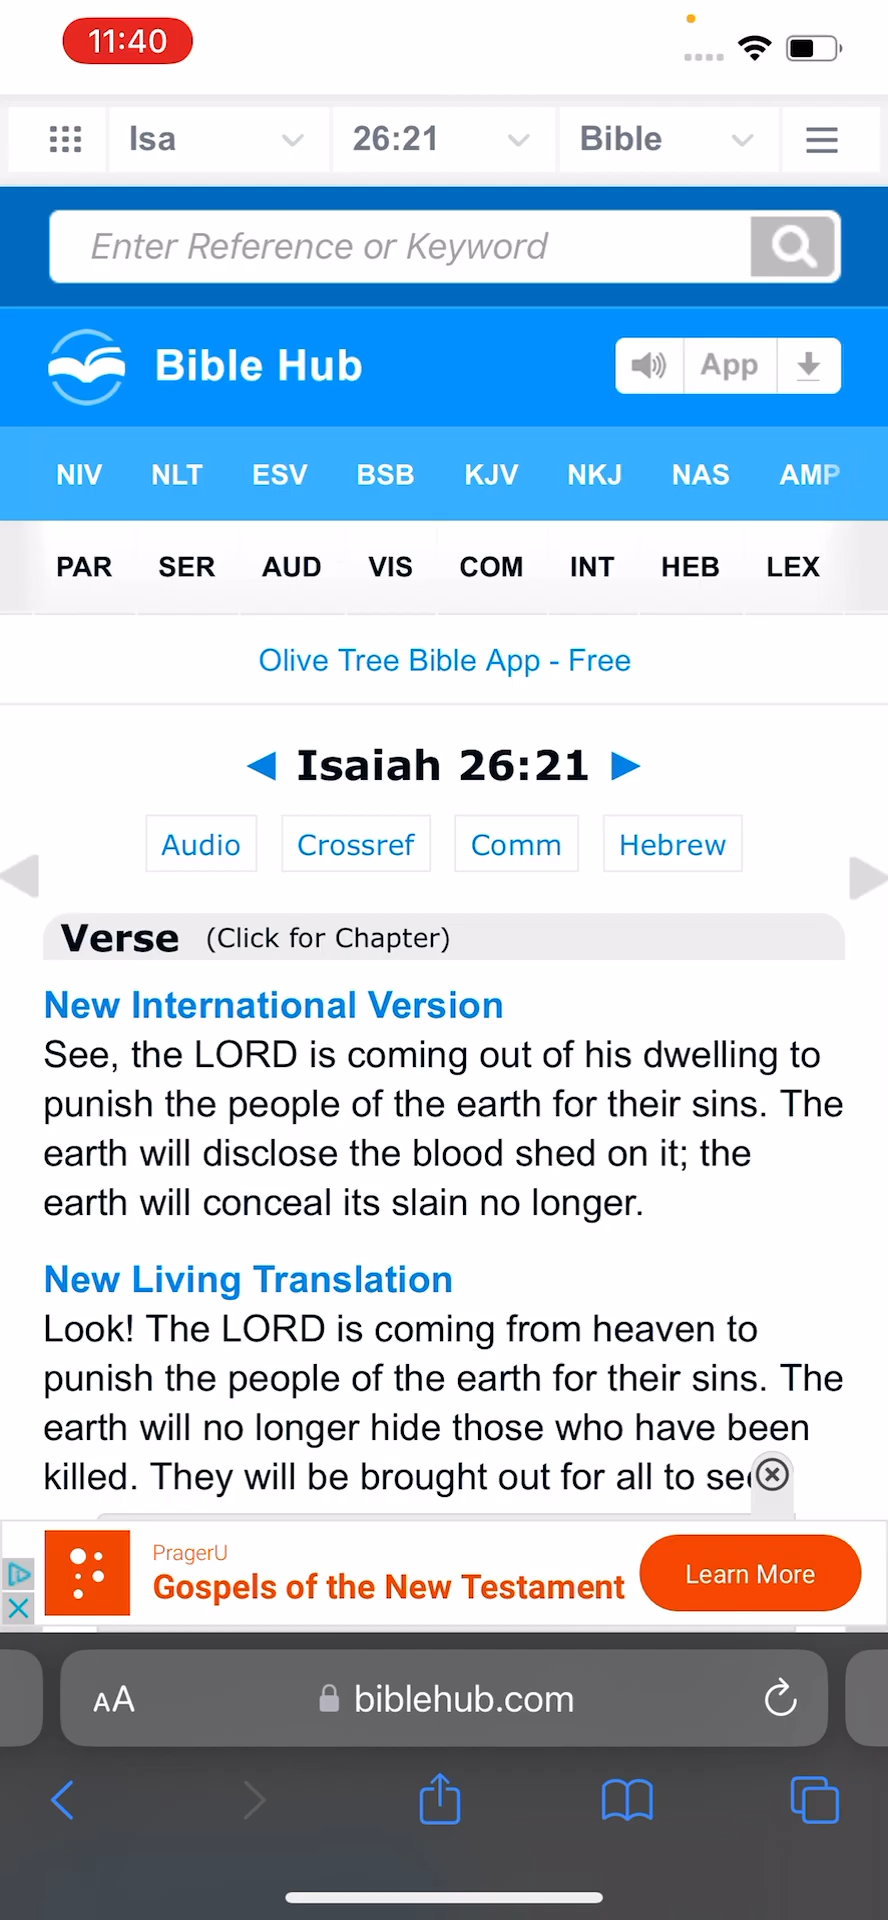 11:40
Isa 26:21 Bible
Enter Reference or Keyword
Bible Hub App
NIV NLT ESV BSB KJV NKJ NAS AMP
PAR SER AUD VIS COM INT HEB LEX
Olive Tree Bible App - Free
Isaiah 26:21
Audio Crossref Comm Hebrew
Verse (Click for Chapter)
New International Version
See, the LORD is coming out of his dwelling to
punish the people of the earth for their sins. The
earth will disclose the blood shed on it; the
earth will conceal its slain no longer.
New Living Translation
Look! The LORD is coming from heaven to
punish the people of the earth for their sins. The
earth will no longer hide those who have been
killed. They will be brought out for all to see
PragerU
Gospels of the New Testament
Learn More
AA biblehub.com